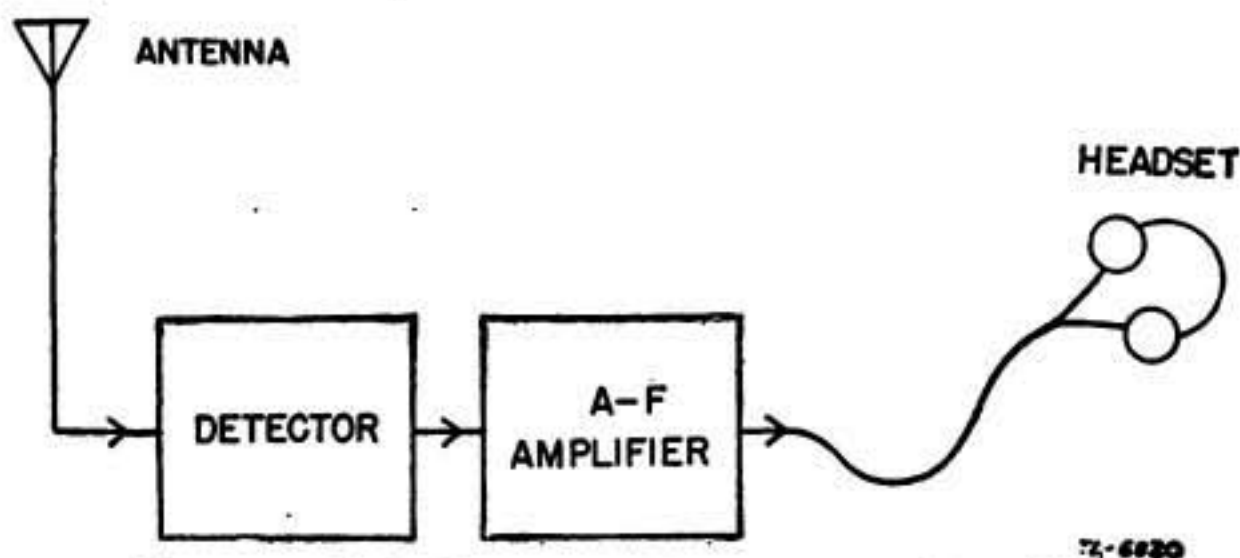 ANTENNA
HEADSET
DETECTOR
A-F
AMPLIFIER